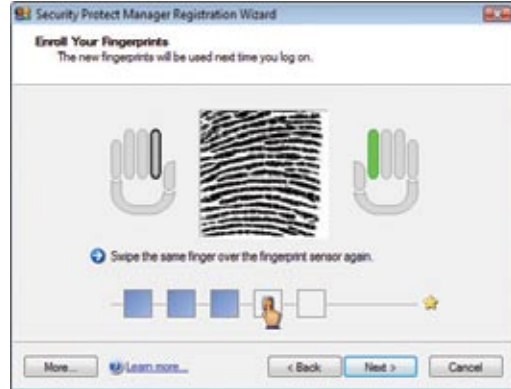 Security Protect Manager Registration Wizard
Enroll Your Fingerprints
The new fingerprints will be used next time you log on.
Swipe the same finger over the fingerprint sensor again.
More... Learn more... < Back Next > Cancel